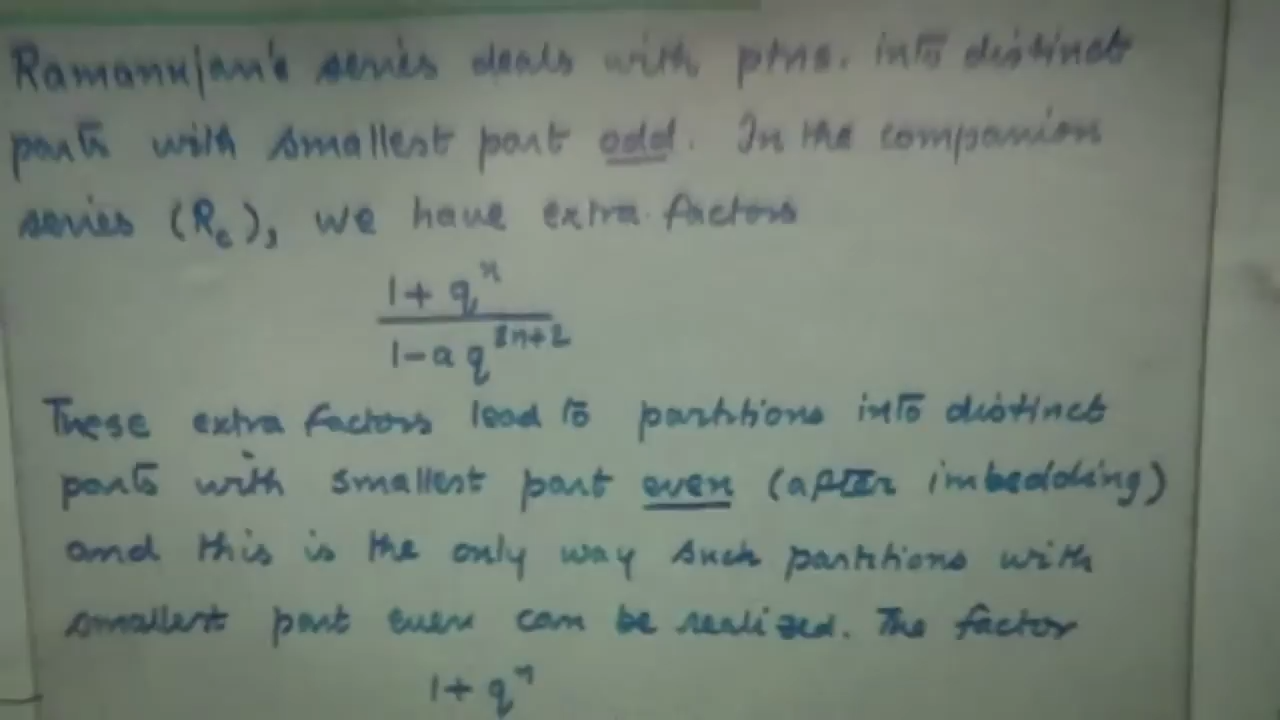 Ramanujan's series deals with ptns. into distinct
parts with smallest part odd. In the companion
series (Rc), we have extra factors
1 + q^n
1 - a q^{2n+2}
These extra factors lead to partitions into distinct
parts with smallest part even (after imbedding)
and this is the only way such partitions with
smallest part even can be realized. The factor
1 + q^n